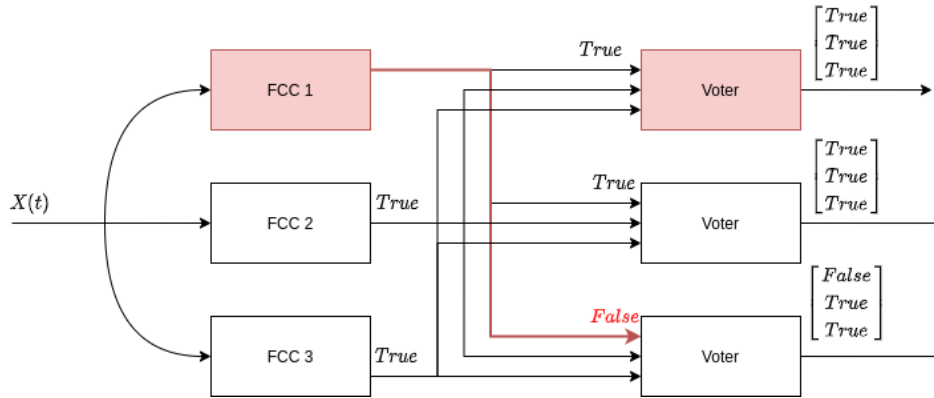 True
FCC 1
Voter
[True
True
True]
X(t)
FCC 2
True
True
Voter
[True
True
True]
FCC 3
True
False
Voter
[False
True
True]